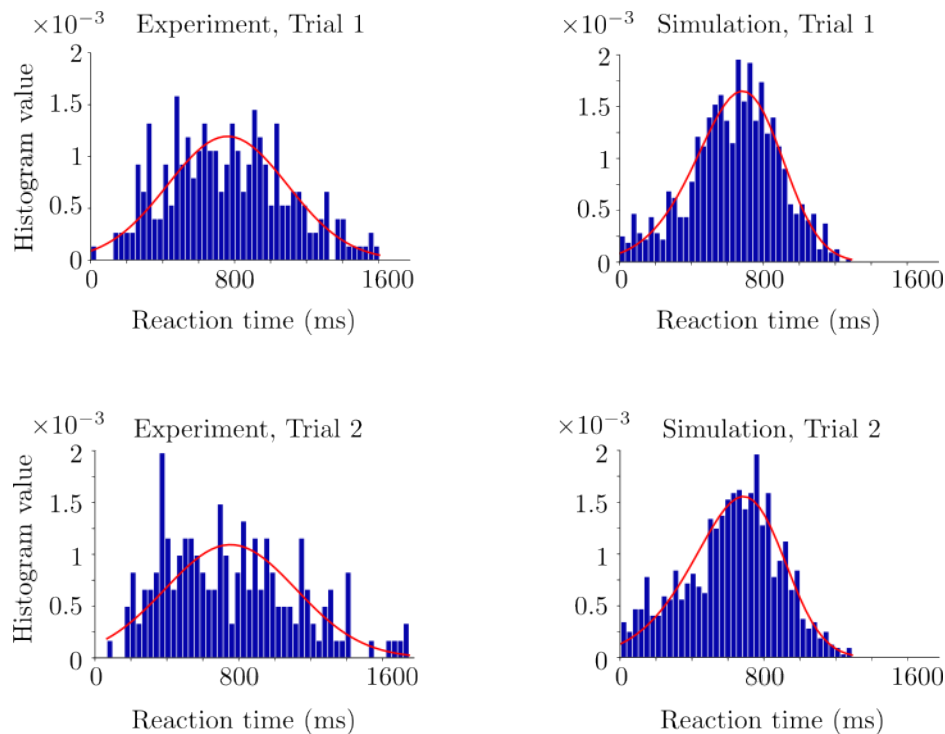 ×10⁻³ Experiment, Trial 1
2
1.5
1
0.5
0
Histogram value
0 800 1600
Reaction time (ms)
×10⁻³ Simulation, Trial 1
2
1.5
1
0.5
0
0 800 1600
Reaction time (ms)
×10⁻³ Experiment, Trial 2
2
1.5
1
0.5
0
Histogram value
0 800 1600
Reaction time (ms)
×10⁻³ Simulation, Trial 2
2
1.5
1
0.5
0
0 800 1600
Reaction time (ms)